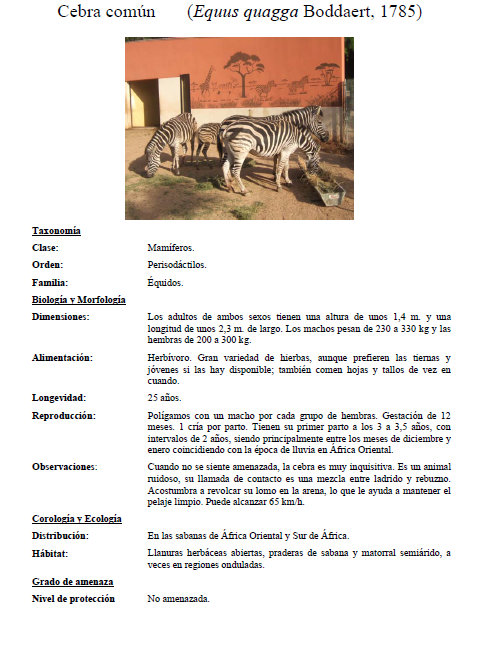 Cebra común (Equus quagga Boddaert, 1785)
Taxonomía
Clase: Mamíferos.
Orden: Perisodáctilos.
Familia: Équidos.
Biología y Morfología
Dimensiones: Los adultos de ambos sexos tienen una altura de unos 1,4 m. y una
longitud de unos 2,3 m. de largo. Los machos pesan de 230 a 330 kg y las
hembras de 200 a 300 kg.
Alimentación: Herbívoro. Gran variedad de hierbas, aunque prefieren las tiernas y
jóvenes si las hay disponible; también comen hojas y tallos de vez en
cuando.
Longevidad: 25 años.
Reproducción: Polígamos con un macho por cada grupo de hembras. Gestación de 12
meses. 1 cría por parto. Tienen su primer parto a los 3 a 3,5 años, con
intervalos de 2 años, siendo principalmente entre los meses de diciembre y
enero coincidiendo con la época de lluvia en África Oriental.
Observaciones: Cuando no se siente amenazada, la cebra es muy inquisitiva. Es un animal
ruidoso, su llamada de contacto es una mezcla entre ladrido y rebuzno.
Acostumbra a revolcar su lomo en la arena, lo que le ayuda a mantener el
pelaje limpio. Puede alcanzar 65 km/h.
Corología y Ecología
Distribución: En las sabanas de África Oriental y Sur de África.
Hábitat: Llanuras herbáceas abiertas, praderas de sabana y matorral semiárido, a
veces en regiones onduladas.
Grado de amenaza
Nivel de protección No amenazada.